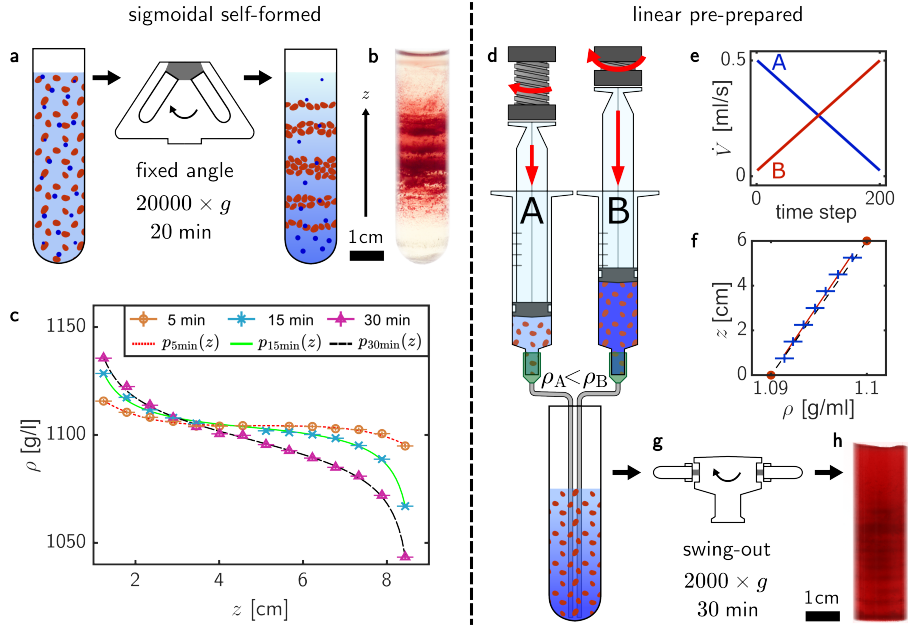 sigmoidal self-formed
linear pre-prepared
a
b
z
fixed angle
20000 × g
20 min
1cm
c
1150
1100
1050
ρ [g/l]
5 min
15 min
30 min
p5min(z)
p15min(z)
p30min(z)
2
4
6
8
z [cm]
d
A
B
ρA<ρB
e
0.5
0
V̇ [ml/s]
A
B
0
200
time step
f
6
4
2
0
z [cm]
1.09
1.1
ρ [g/ml]
g
swing-out
2000 × g
30 min
h
1cm